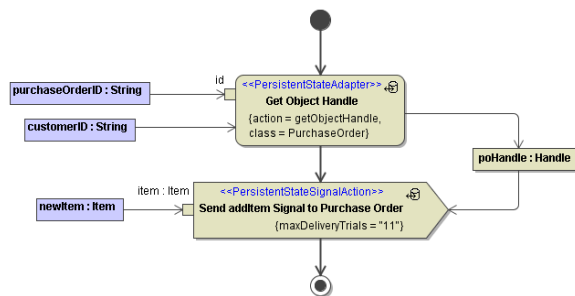 id
<<PersistentStateAdapter>>
purchaseOrderID : String
Get Object Handle
{action = getObjectHandle,
customerID : String
class = PurchaseOrder}
poHandle : Handle
item : Item
<<PersistentStateSignalAction>>
newItem : Item
Send addItem Signal to Purchase Order
{maxDeliveryTrials = "11"}